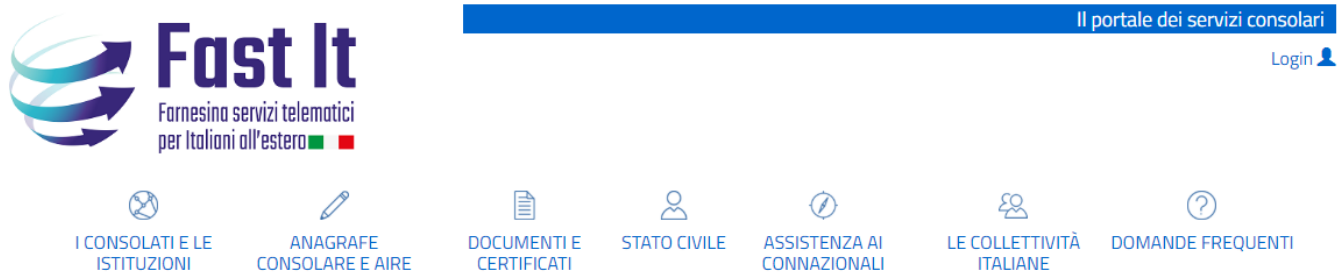 Il portale dei servizi consolari
Login
Fast It
Farnesina servizi telematici
per Italiani all'estero
I CONSOLATI E LE
ISTITUZIONI
ANAGRAFE
CONSOLARE E AIRE
DOCUMENTI E
CERTIFICATI
STATO CIVILE
ASSISTENZA AI
CONNAZIONALI
LE COLLETTIVITÀ
ITALIANE
DOMANDE FREQUENTI